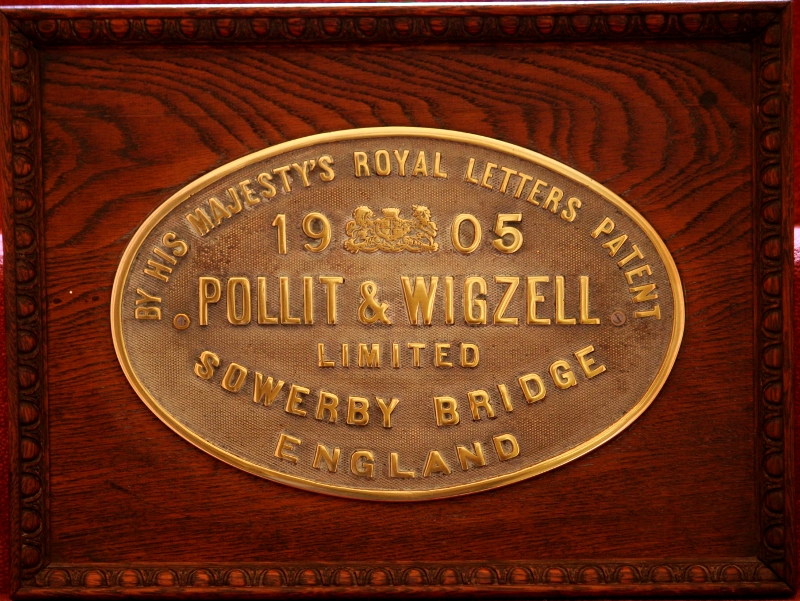 BY HIS MAJESTY'S ROYAL LETTERS PATENT
1905
POLLIT & WIGZELL
LIMITED
SOWERBY BRIDGE
ENGLAND